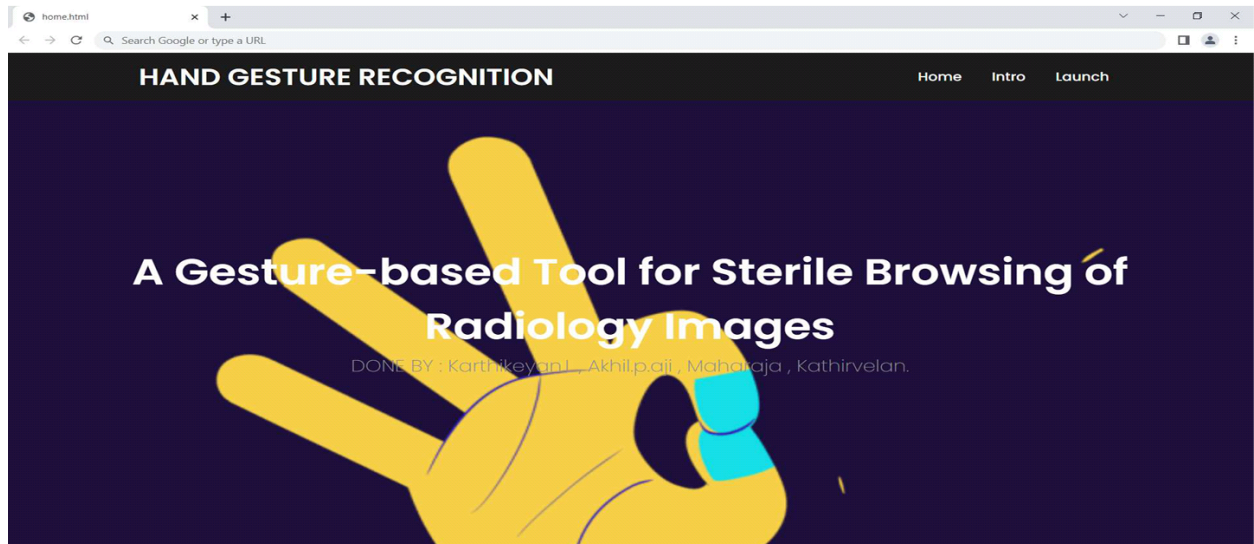 home.html
Search Google or type a URL
HAND GESTURE RECOGNITION
Home Intro Launch
A Gesture-based Tool for Sterile Browsing of
Radiology Images
DONE BY : Karthikeyan.L , Akhil.p.aji , Maharaja , Kathirvelan.